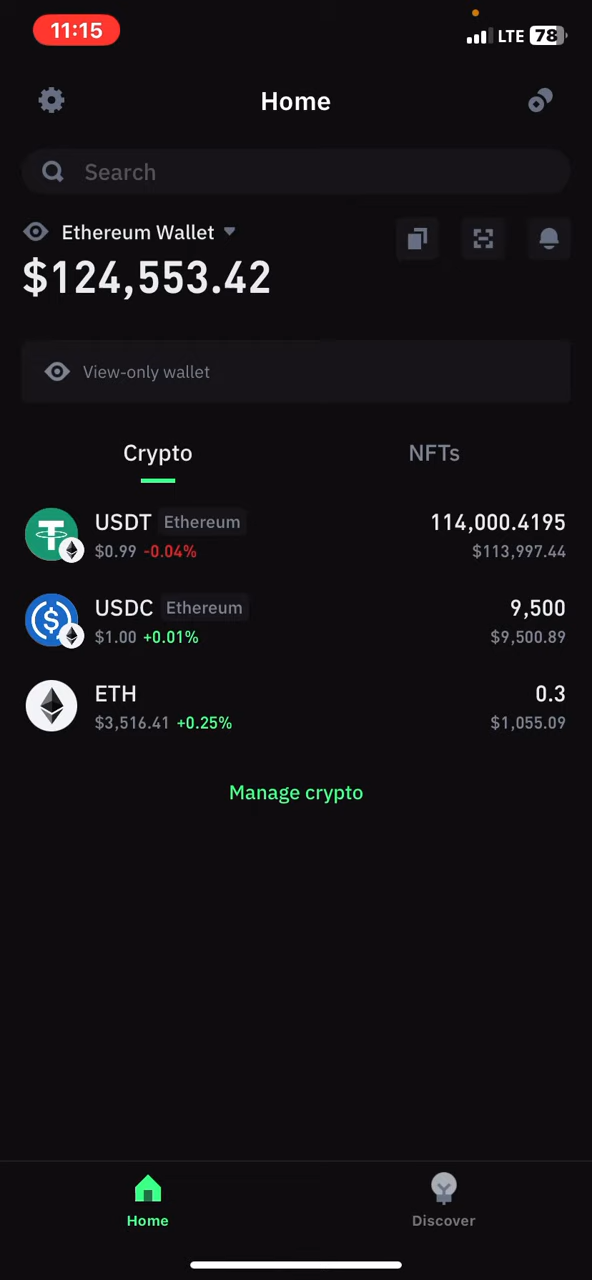 11:15
LTE 78
Home
Search
Ethereum Wallet
$124,553.42
View-only wallet
Crypto NFTs
USDT Ethereum 114,000.4195
$0.99 -0.04% $113,997.44
USDC Ethereum 9,500
$1.00 +0.01% $9,500.89
ETH 0.3
$3,516.41 +0.25% $1,055.09
Manage crypto
Home Discover